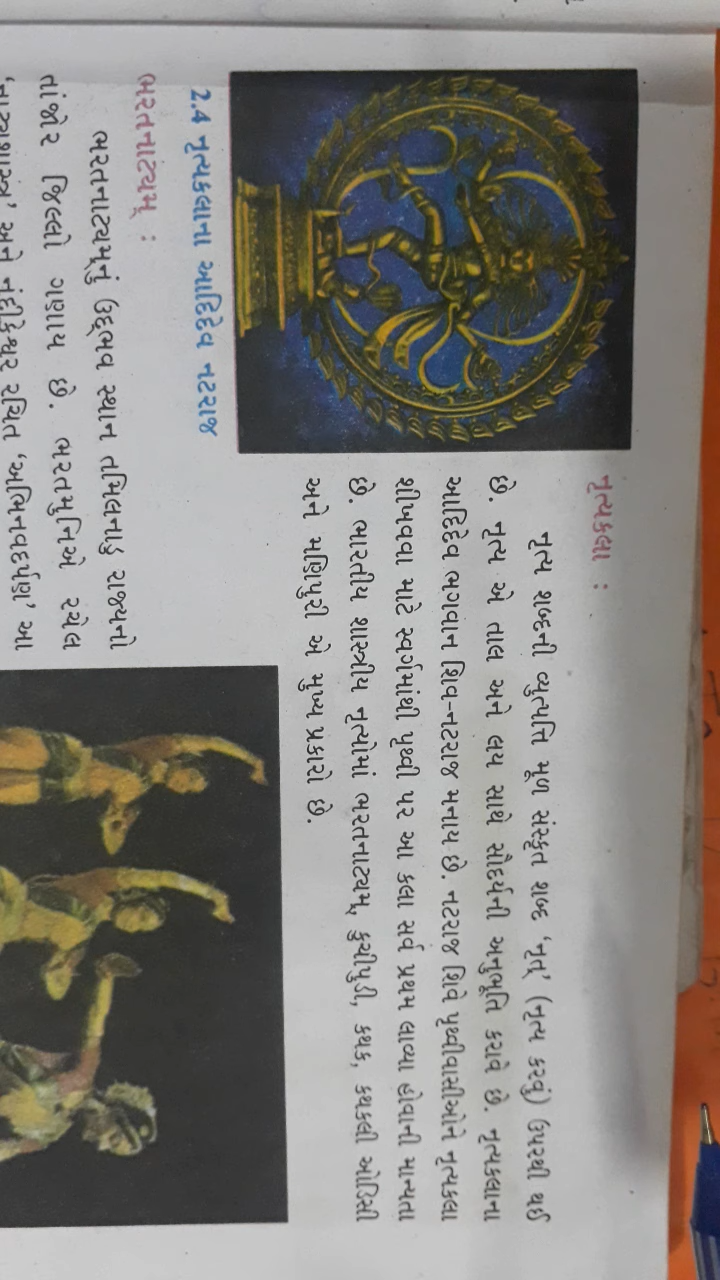 નૃત્યકલા :
નૃત્ય શબ્દની વ્યુત્પત્તિ મૂળ સંસ્કૃત શબ્દ ‘નૃત્’ (નૃત્ય કરવું) ઉપરથી થઈ
છે. નૃત્ય એ તાલ અને લય સાથે સૌંદર્યની અનુભૂતિ કરાવે છે. નૃત્યકલાના
આદિદેવ ભગવાન શિવ-નટરાજ મનાય છે. નટરાજ શિવે પૃથ્વીવાસીઓને નૃત્યકલા
શીખવવા માટે સ્વર્ગમાંથી પૃથ્વી પર આ કલા સર્વ પ્રથમ લાવ્યા હોવાની માન્યતા
છે. ભારતીય શાસ્ત્રીય નૃત્યોમાં ભરતનાટ્યમ્, કુચીપુડી, કથક, કથકલી ઓડિસી
અને મણિપુરી એ મુખ્ય પ્રકારો છે.
2.4 નૃત્યકલાના આદિદેવ નટરાજ
ભરતનાટ્યમ્ :
ભરતનાટ્યમ્‌નું ઉદ્ભવ સ્થાન તમિલનાડુ રાજ્યનો
તાંજોર જિલ્લો ગણાય છે. ભરતમુનિએ રચેલ
‘નાટ્યશાસ્ત્ર’ અને નંદીકેશ્વર રચિત ‘અભિનવદર્પણ’ આ